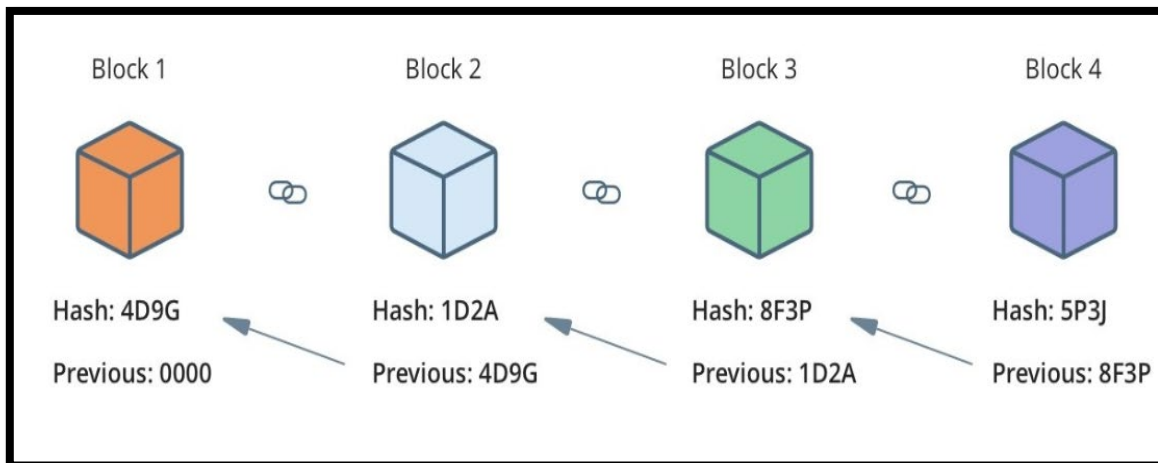 Block 1
Block 2
Block 3
Block 4
Hash: 4D9G
Hash: 1D2A
Hash: 8F3P
Hash: 5P3J
Previous: 0000
Previous: 4D9G
Previous: 1D2A
Previous: 8F3P